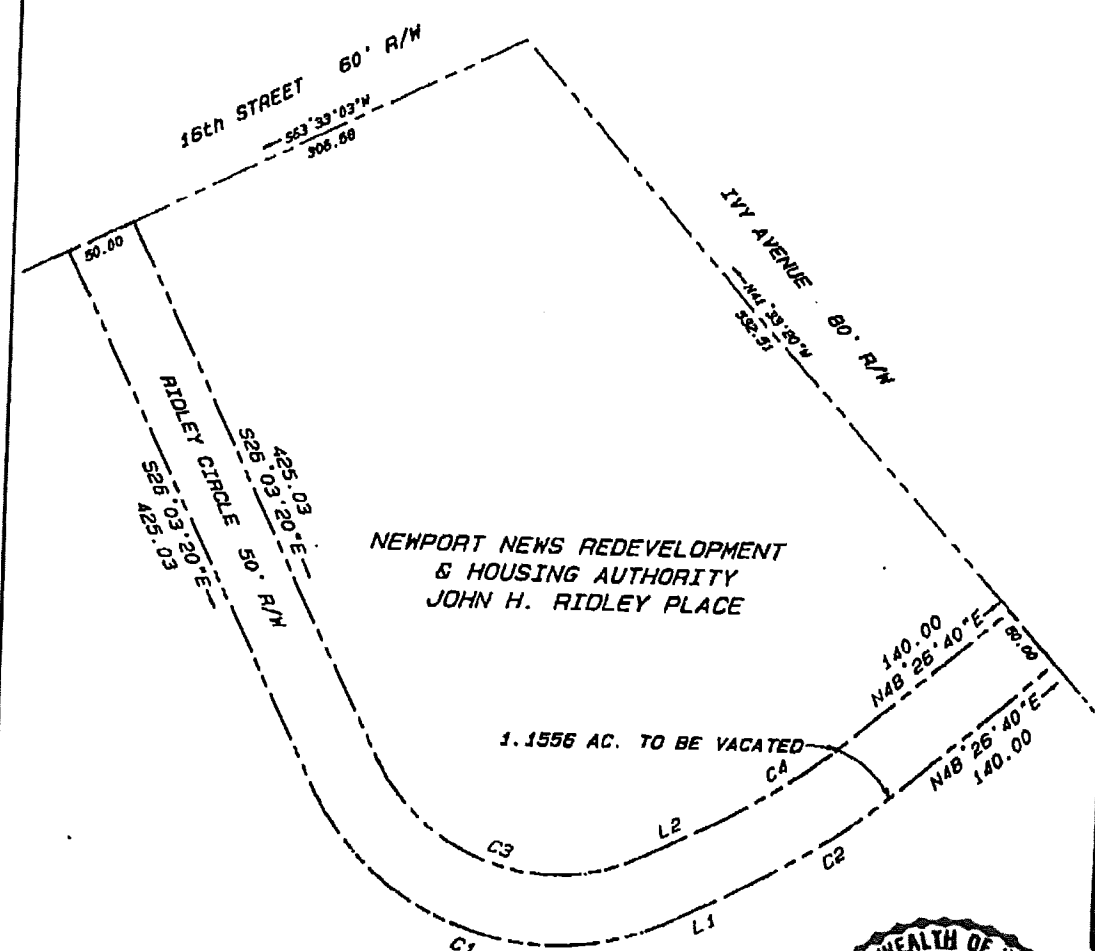 16th STREET 60' R/W
S63°33'03"W
50.00
IVY AVENUE 80' R/W
N41°33'20"W
RIDLEY CIRCLE 50' R/W
S26°03'20"E
425.03
425.03
S26°03'20"E
NEWPORT NEWS REDEVELOPMENT
& HOUSING AUTHORITY
JOHN H. RIDLEY PLACE
140.00
N48°26'40"E
50.00
N48°26'40"E
140.00
1.1556 AC. TO BE VACATED
C4
L2
C3
C2
L1
C1